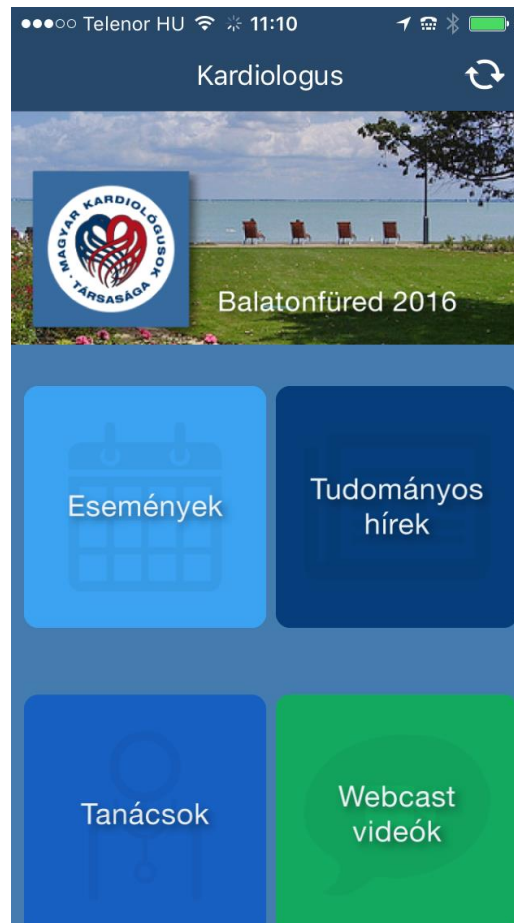 Telenor HU 11:10
Kardiologus
MAGYAR KARDIOLÓGUSOK TÁRSASÁGA
Balatonfüred 2016
Események
Tudományos
hírek
Tanácsok
Webcast
videók